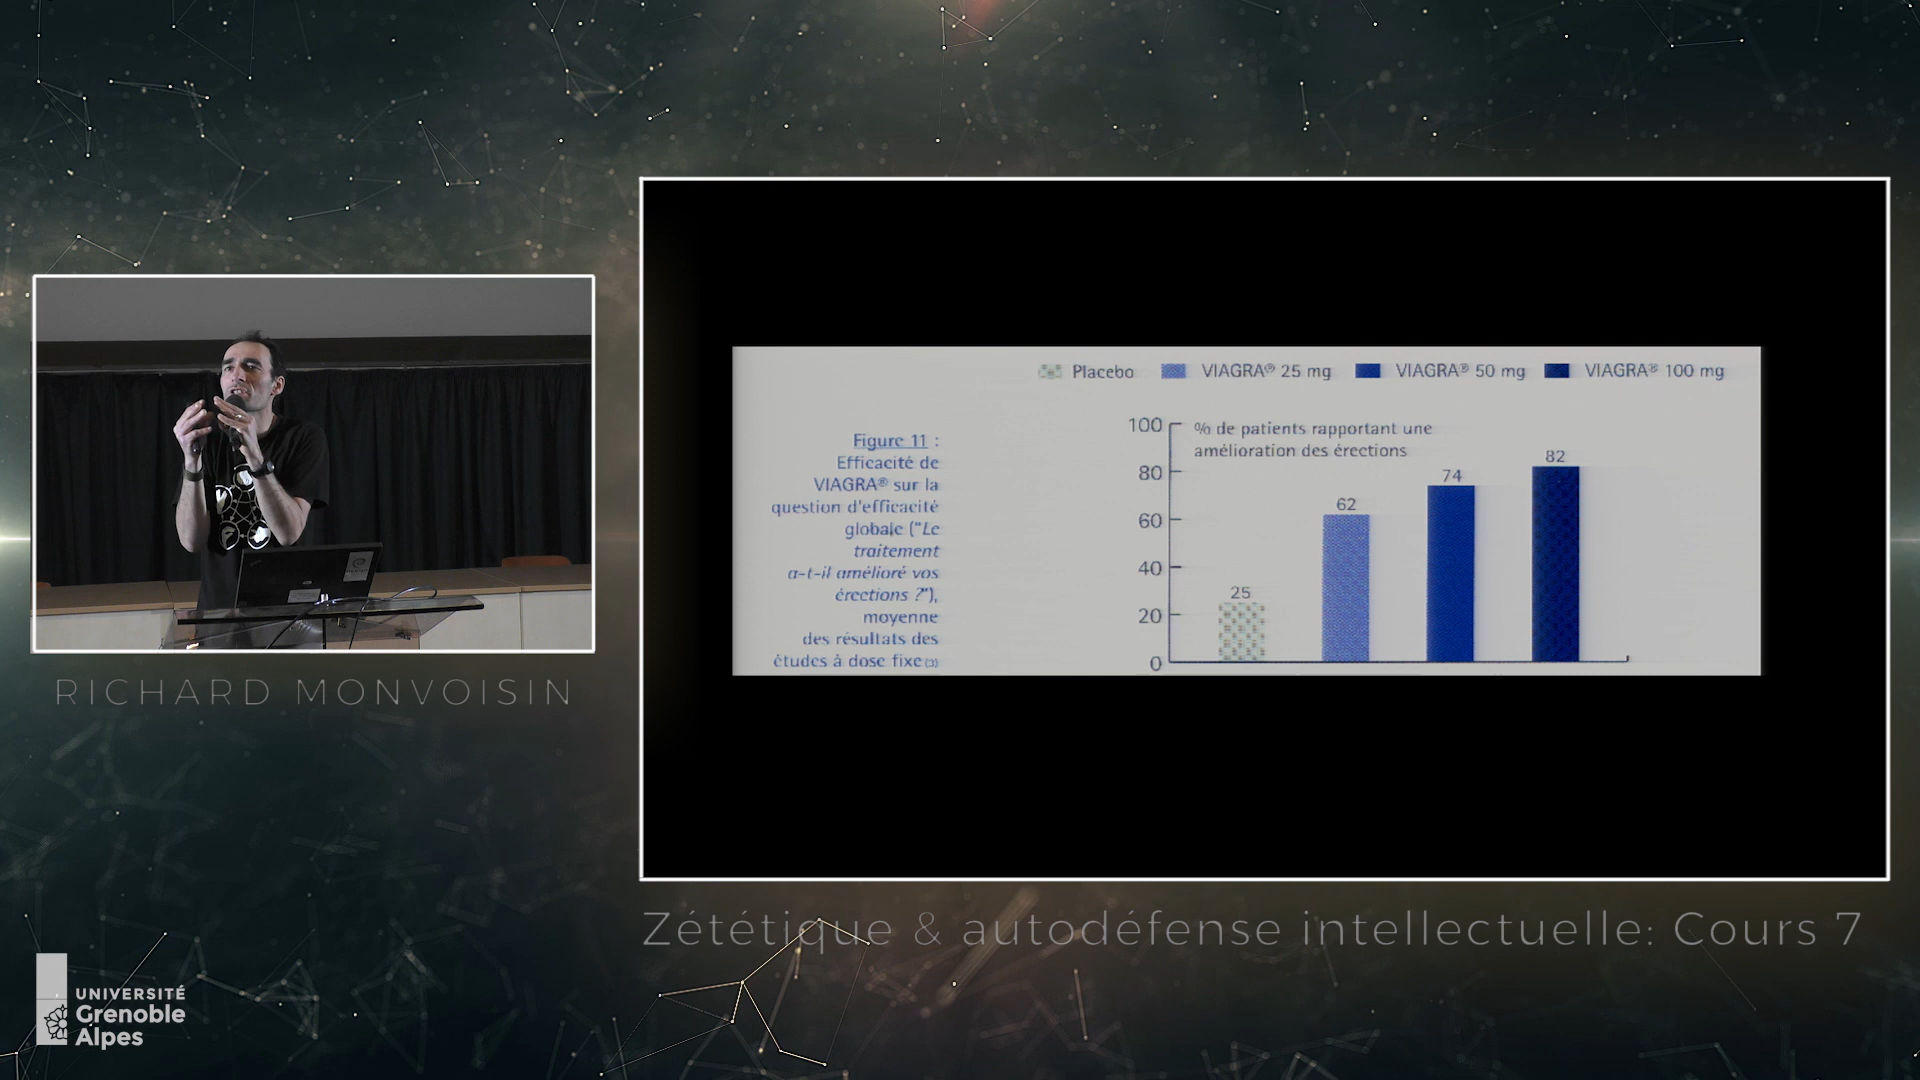 RICHARD MONVOISIN
Placebo VIAGRA® 25 mg VIAGRA® 50 mg VIAGRA® 100 mg
Figure 11 :
Efficacité de
VIAGRA® sur la
question d'efficacité
globale ("Le
traitement
a-t-il amélioré vos
érections ?"),
moyenne
des résultats des
études à dose fixe (3)
% de patients rapportant une
amélioration des érections
100
80
60
40
20
0
25
62
74
82
Zététique & autodéfense intellectuelle: Cours 7
UNIVERSITÉ
Grenoble
Alpes